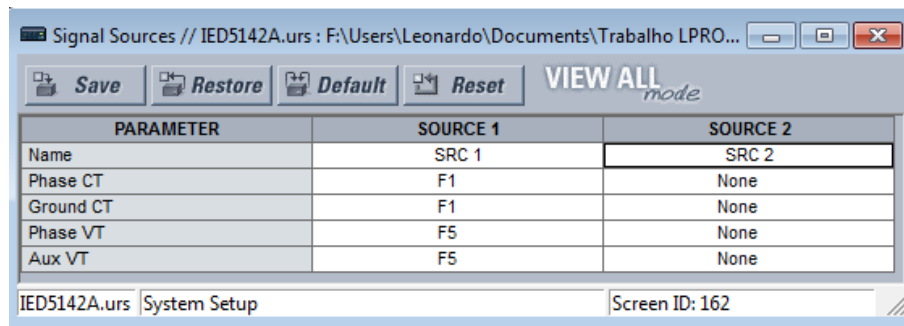 Signal Sources // IED5142A.urs : F:\Users\Leonardo\Documents\Trabalho LPRO...
Save Restore Default Reset VIEW ALL mode
PARAMETER SOURCE 1 SOURCE 2
Name SRC 1 SRC 2
Phase CT F1 None
Ground CT F1 None
Phase VT F5 None
Aux VT F5 None
IED5142A.urs System Setup Screen ID: 162